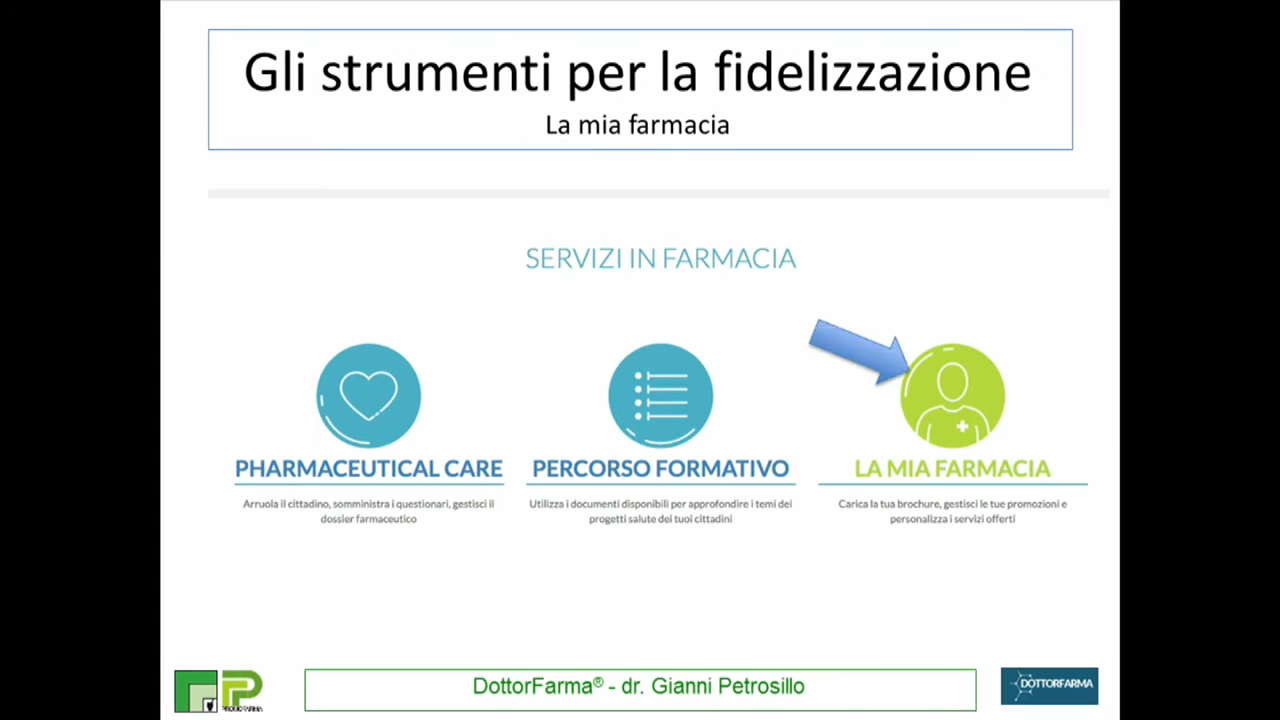 Gli strumenti per la fidelizzazione
La mia farmacia
SERVIZI IN FARMACIA
PHARMACEUTICAL CARE
Arruola il cittadino, somministra i questionari, gestisci il
dossier farmaceutico
PERCORSO FORMATIVO
Utilizza i documenti disponibili per approfondire i temi dei
progetti salute dei tuoi cittadini
LA MIA FARMACIA
Carica la tua brochure, gestisci le tue promozioni e
personalizza i servizi offerti
PROMOFARMA
DottorFarma® - dr. Gianni Petrosillo
DOTTORFARMA